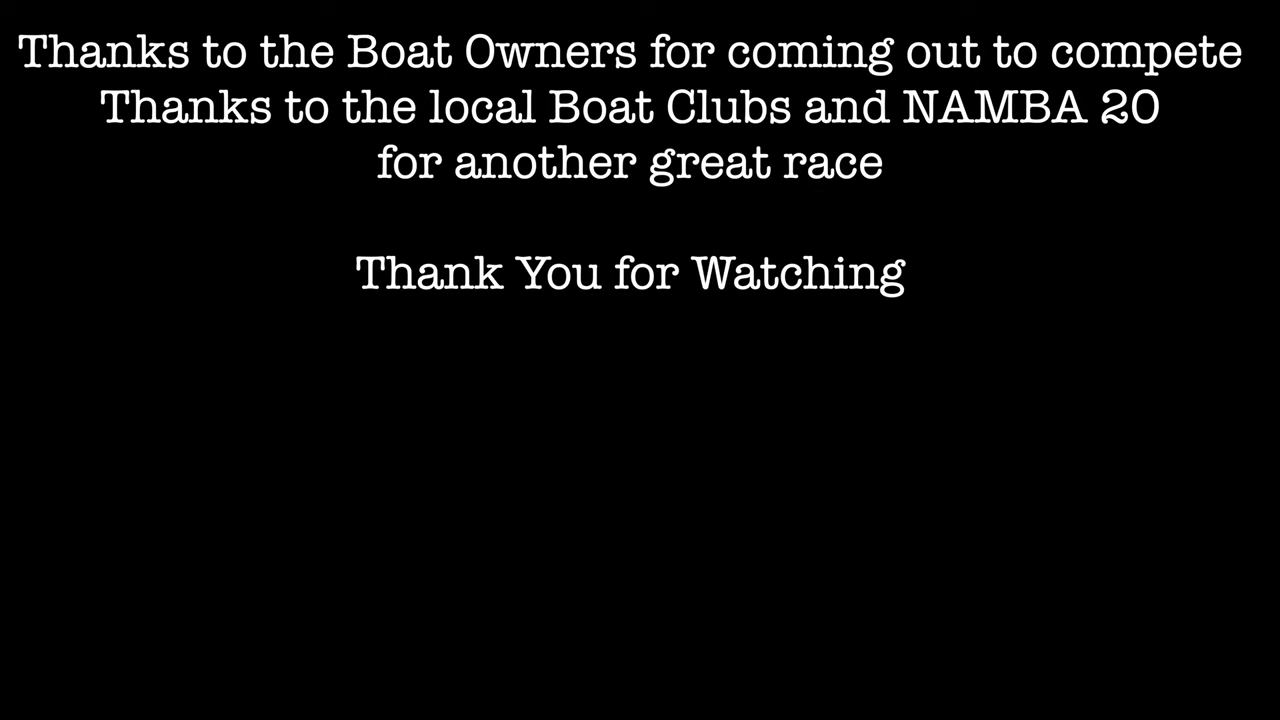 Thanks to the Boat Owners for coming out to compete
Thanks to the local Boat Clubs and NAMBA 20
for another great race
Thank You for Watching